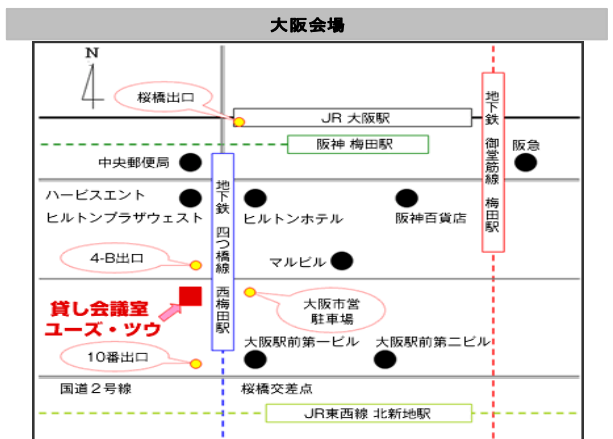 大阪会場
N
桜橋出口
JR 大阪駅
阪神 梅田駅
地下鉄 御堂筋線 梅田駅
阪急
中央郵便局
地下鉄 四つ橋線 西梅田駅
ハービスエント
ヒルトンプラザウェスト
ヒルトンホテル
阪神百貨店
4-B出口
マルビル
貸し会議室
ユーズ・ツウ
大阪市営
駐車場
10番出口
大阪駅前第一ビル
大阪駅前第二ビル
国道２号線
桜橋交差点
JR東西線 北新地駅